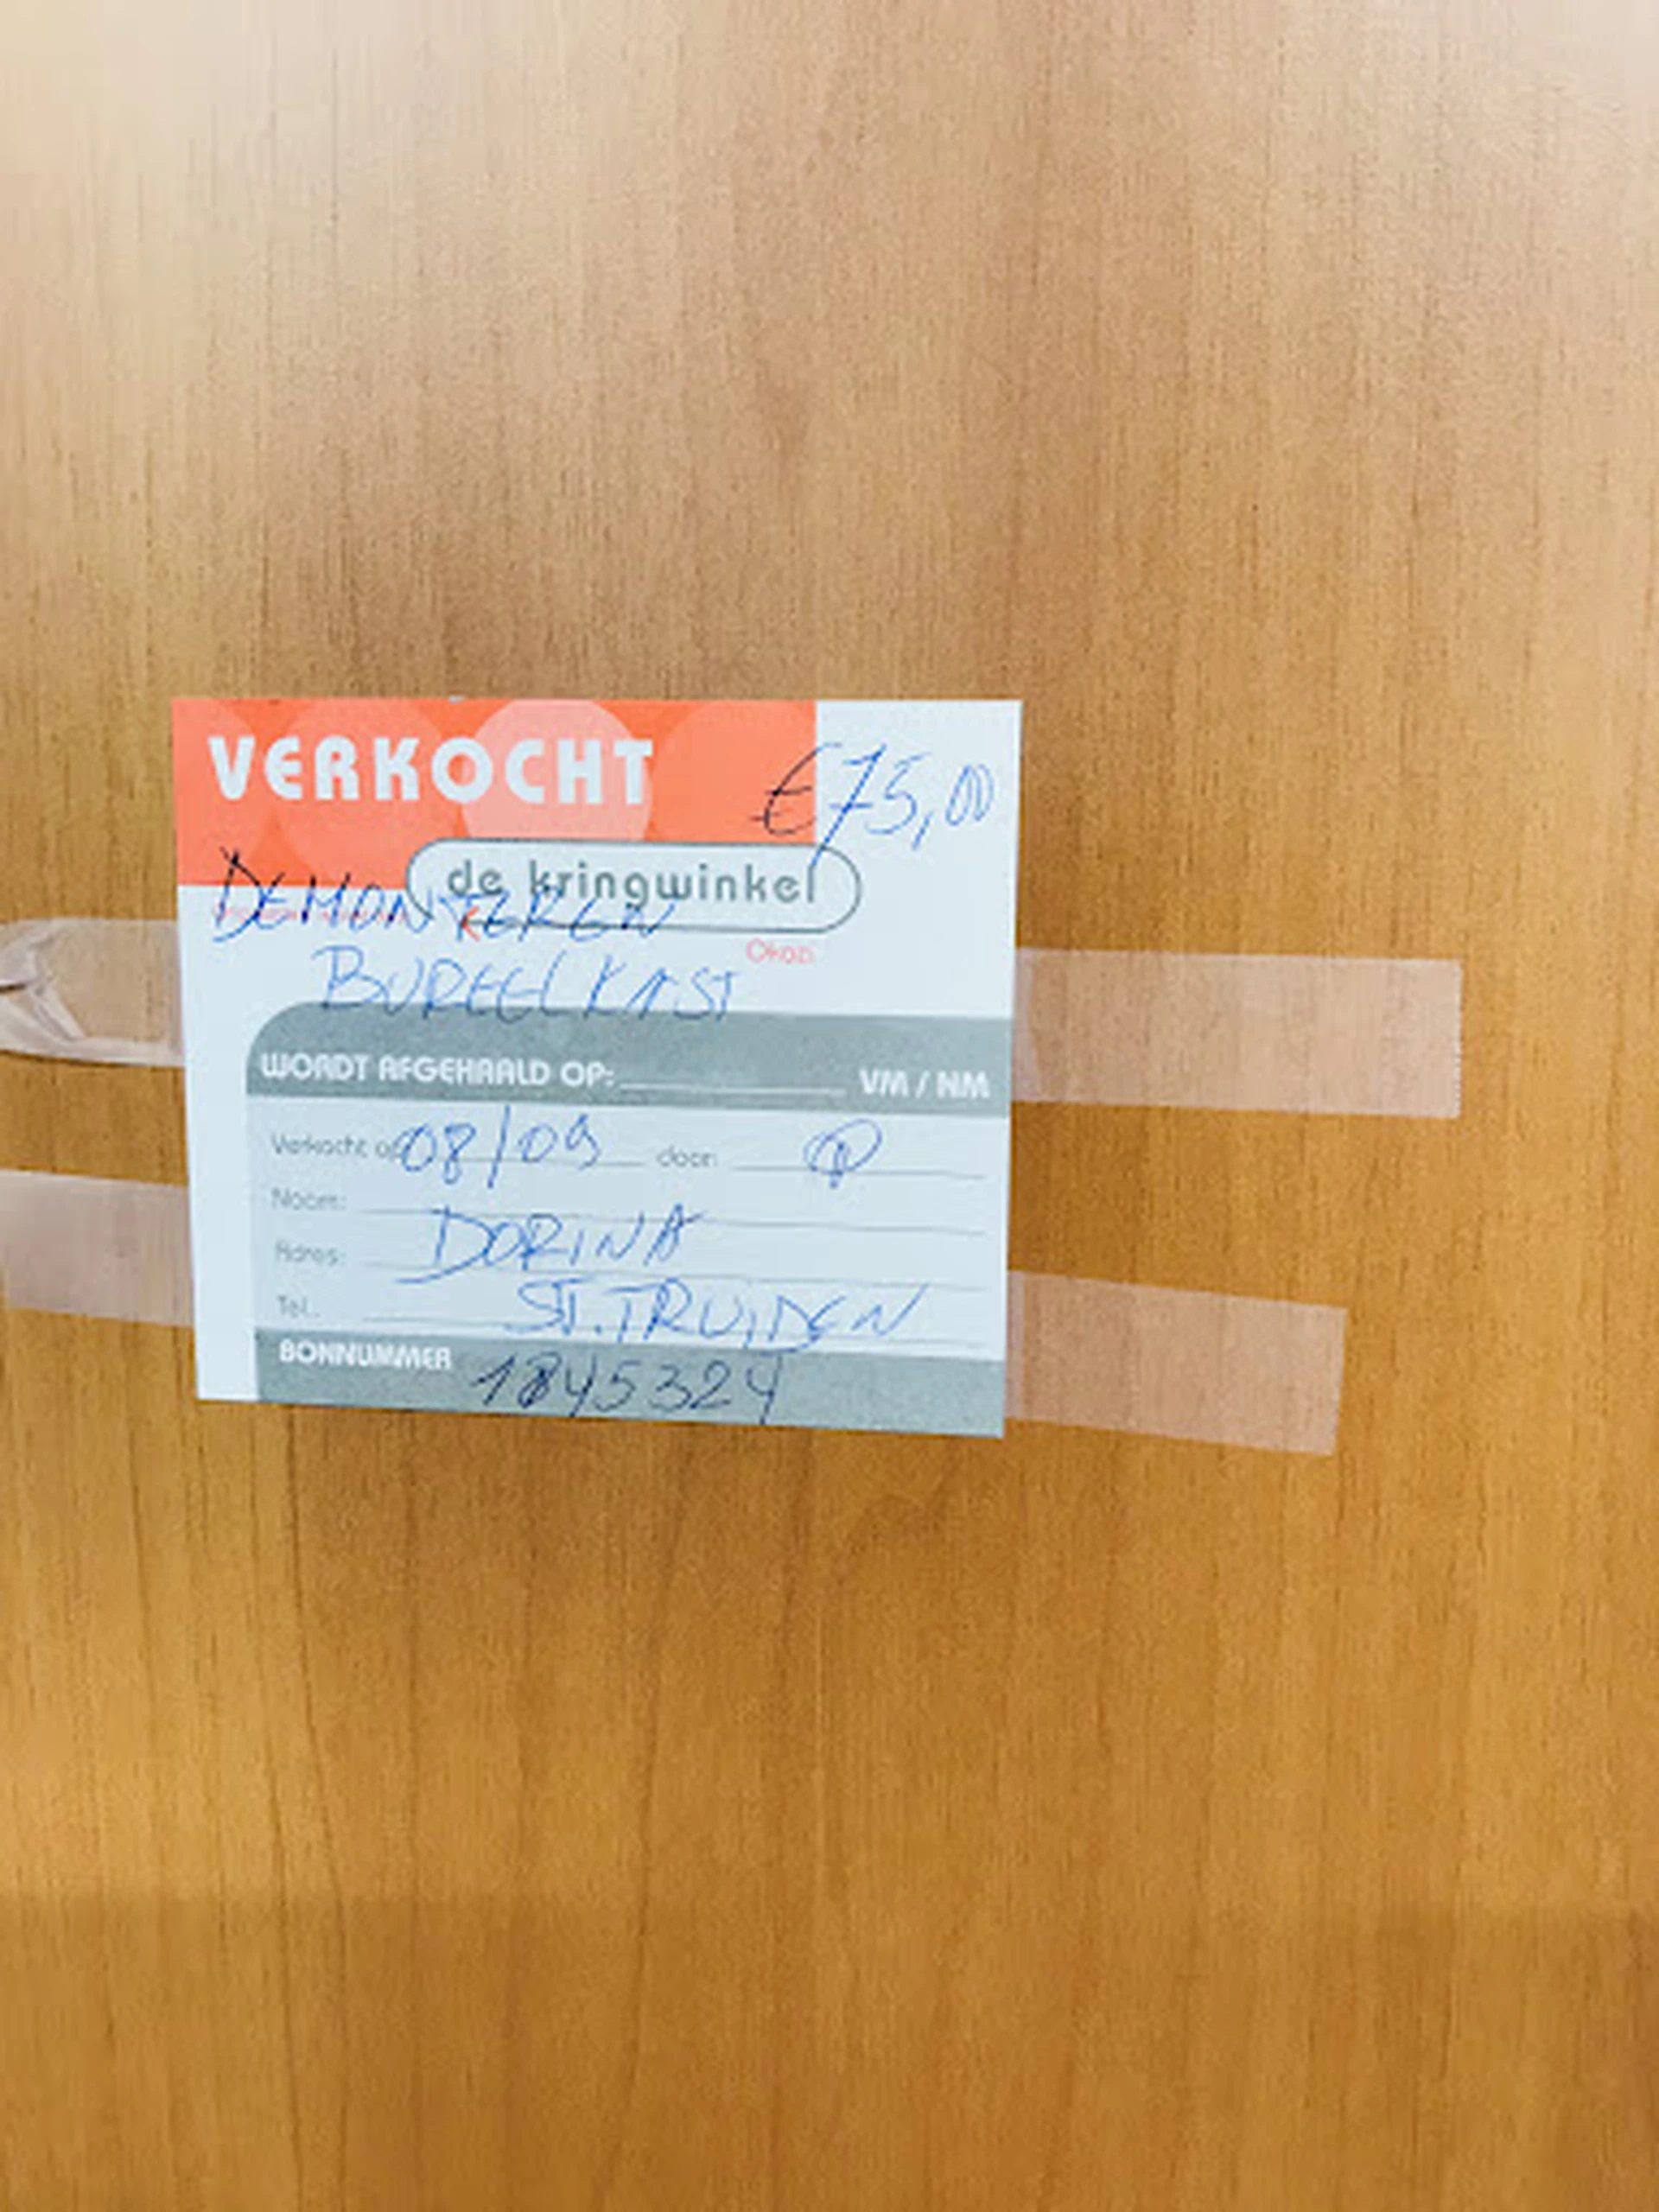 VERKOCHT €75,00
de kringwinkel
DEMONTEREN
Okazi
BUREELKAST
WORDT AFGEHAALD OP: VM / NM
Verkocht op 08/09 door:
Naam: DORINA
Adres: ST. TRUIDEN
Tel.:
BONNUMMER 1845324